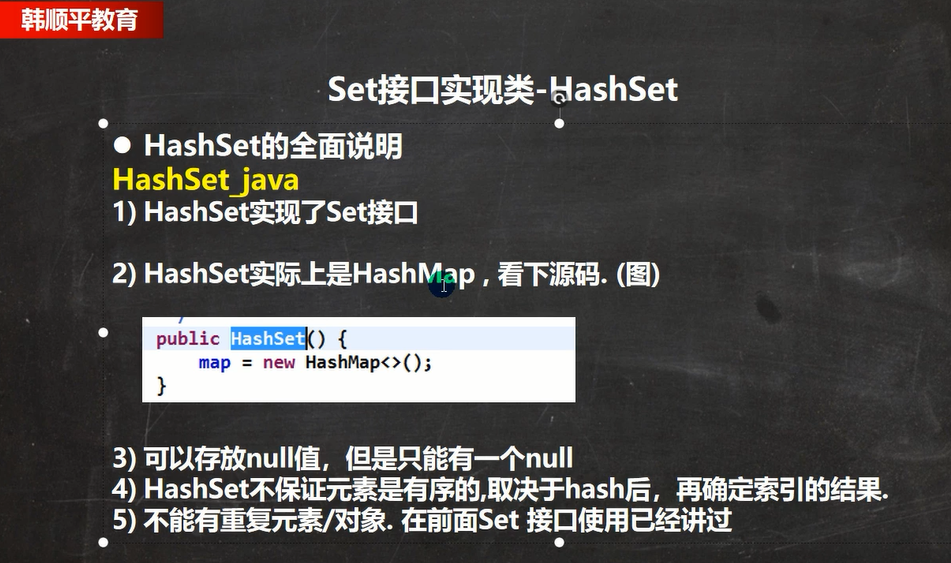 韩顺平教育
Set接口实现类-HashSet
● HashSet的全面说明
HashSet_java
1) HashSet实现了Set接口
2) HashSet实际上是HashMap , 看下源码. (图)
public HashSet() {
map = new HashMap<>();
}
3) 可以存放null值，但是只能有一个null
4) HashSet不保证元素是有序的,取决于hash后，再确定索引的结果.
5) 不能有重复元素/对象. 在前面Set 接口使用已经讲过